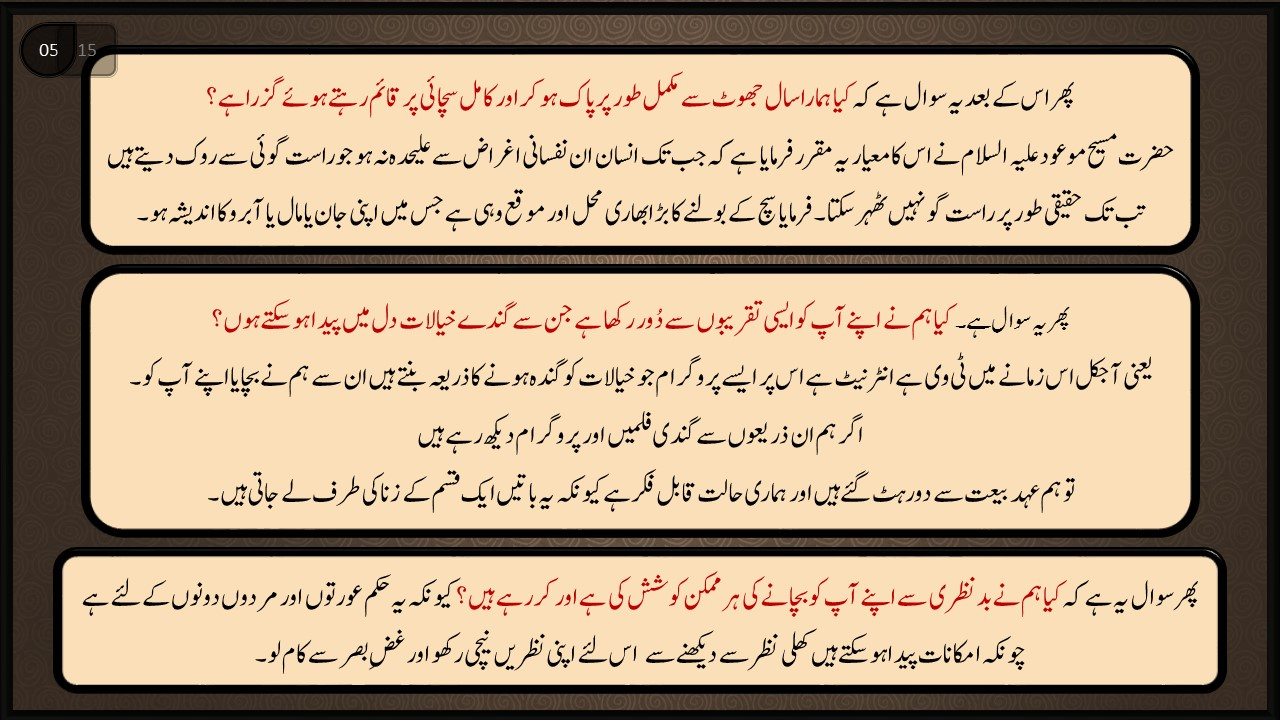 05 15
پھر اس کے بعد یہ سوال ہے کہ کیا ہمارا سال جھوٹ سے مکمل طور پر پاک ہو کر اور کامل سچائی پر قائم رہتے ہوئے گزرا ہے؟
حضرت مسیح موعود علیہ السلام نے اس کا معیار یہ مقرر فرمایا ہے کہ جب تک انسان ان نفسانی اغراض سے علیحدہ نہ ہو جو راست گوئی سے روک دیتے ہیں
تب تک حقیقی طور پر راست گو نہیں ٹھہر سکتا۔ فرمایا سچ کے بولنے کا بڑا بھاری محل اور موقع وہی ہے جس میں اپنی جان یا مال یا آبرو کا اندیشہ ہو۔
پھر یہ سوال ہے۔ کیا ہم نے اپنے آپ کو ایسی تقریبوں سے دُور رکھا ہے جن سے گندے خیالات دل میں پیدا ہو سکتے ہوں؟
یعنی آجکل اس زمانے میں ٹی وی ہے انٹرنیٹ ہے اس پر ایسے پروگرام جو خیالات کو گندہ ہونے کا ذریعہ بنتے ہیں ان سے ہم نے بچایا اپنے آپ کو۔
اگر ہم ان ذریعوں سے گندی فلمیں اور پروگرام دیکھ رہے ہیں
تو ہم عہد بیعت سے دور ہٹ گئے ہیں اور ہماری حالت قابل فکر ہے کیونکہ یہ باتیں ایک قسم کے زنا کی طرف لے جاتی ہیں۔
پھر سوال یہ ہے کہ کیا ہم نے بد نظری سے اپنے آپ کو بچانے کی ہر ممکن کوشش کی ہے اور کر رہے ہیں؟ کیونکہ یہ حکم عورتوں اور مردوں دونوں کے لئے ہے
چونکہ امکانات پیدا ہو سکتے ہیں کھلی نظر سے دیکھنے سے اس لئے اپنی نظریں نیچی رکھو اور غضِ بصر سے کام لو۔